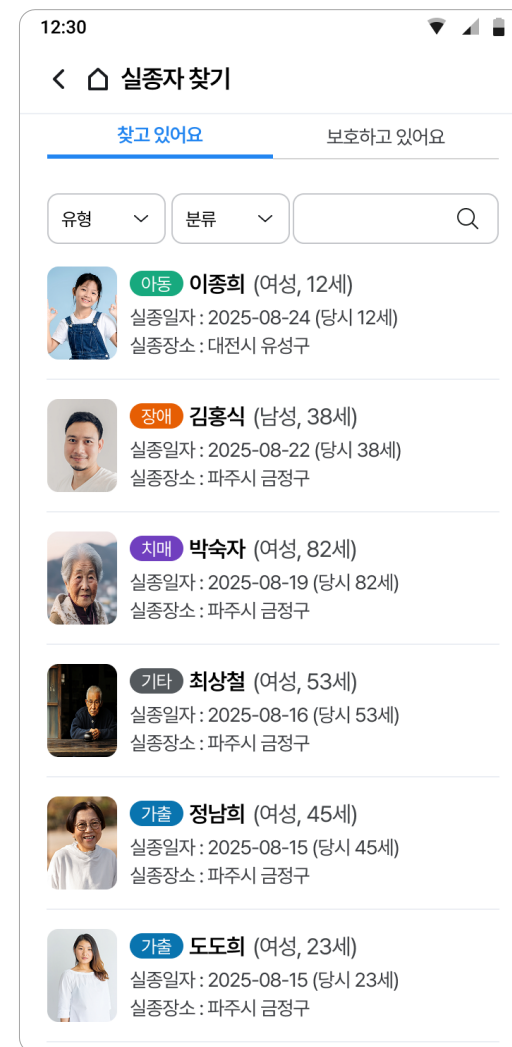 12:30
실종자 찾기
찾고 있어요 보호하고 있어요
유형 분류
아동 이종희 (여성, 12세)
실종일자 : 2025-08-24 (당시 12세)
실종장소 : 대전시 유성구
장애 김홍식 (남성, 38세)
실종일자 : 2025-08-22 (당시 38세)
실종장소 : 파주시 금정구
치매 박숙자 (여성, 82세)
실종일자 : 2025-08-19 (당시 82세)
실종장소 : 파주시 금정구
기타 최상철 (여성, 53세)
실종일자 : 2025-08-16 (당시 53세)
실종장소 : 파주시 금정구
가출 정남희 (여성, 45세)
실종일자 : 2025-08-15 (당시 45세)
실종장소 : 파주시 금정구
가출 도도희 (여성, 23세)
실종일자 : 2025-08-15 (당시 23세)
실종장소 : 파주시 금정구